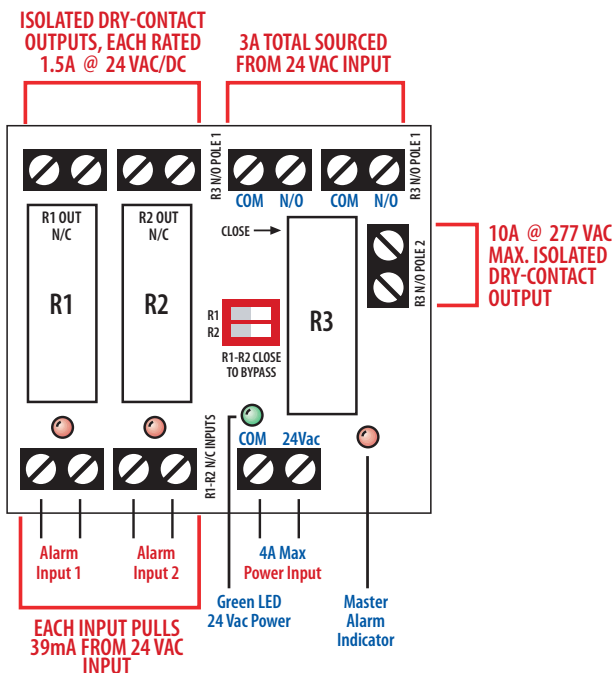 ISOLATED DRY-CONTACT
OUTPUTS, EACH RATED
1.5A @ 24 VAC/DC
3A TOTAL SOURCED
FROM 24 VAC INPUT
R3 N/O POLE 1
R3 N/O POLE 1
COM N/O
COM N/O
R1 OUT
N/C
R2 OUT
N/C
CLOSE
R3 N/O POLE 2
10A @ 277 VAC
MAX. ISOLATED
DRY-CONTACT
OUTPUT
R1
R2
R3
R1
R2
R1-R2 CLOSE
TO BYPASS
R1-R2 N/C INPUTS
COM 24Vac
Alarm
Input 1
Alarm
Input 2
4A Max
Power Input
Green LED
24 Vac Power
Master
Alarm
Indicator
EACH INPUT PULLS
39mA FROM 24 VAC
INPUT